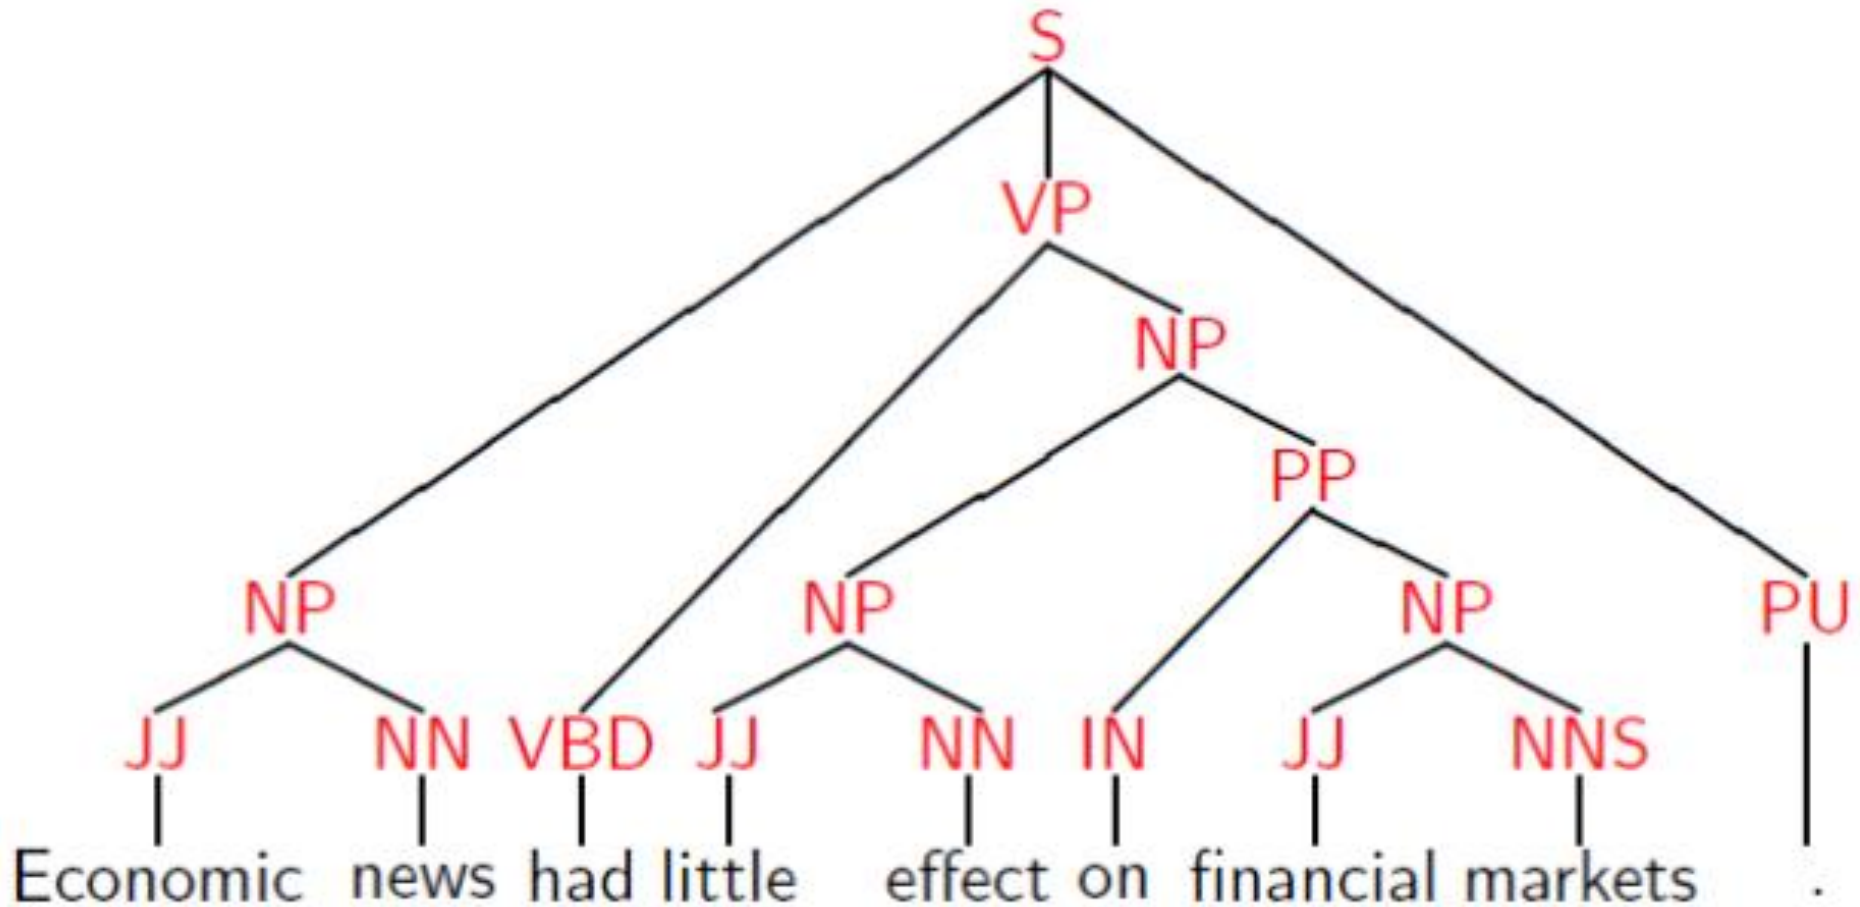 S
VP
NP
PP
NP NP NP PU
JJ NN VBD JJ NN IN JJ NNS
Economic news had little effect on financial markets .